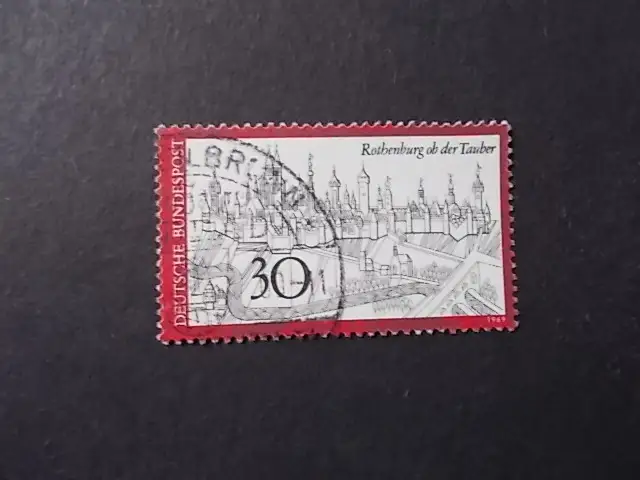 Rothenburg ob der Tauber
DEUTSCHE BUNDESPOST
30
1969